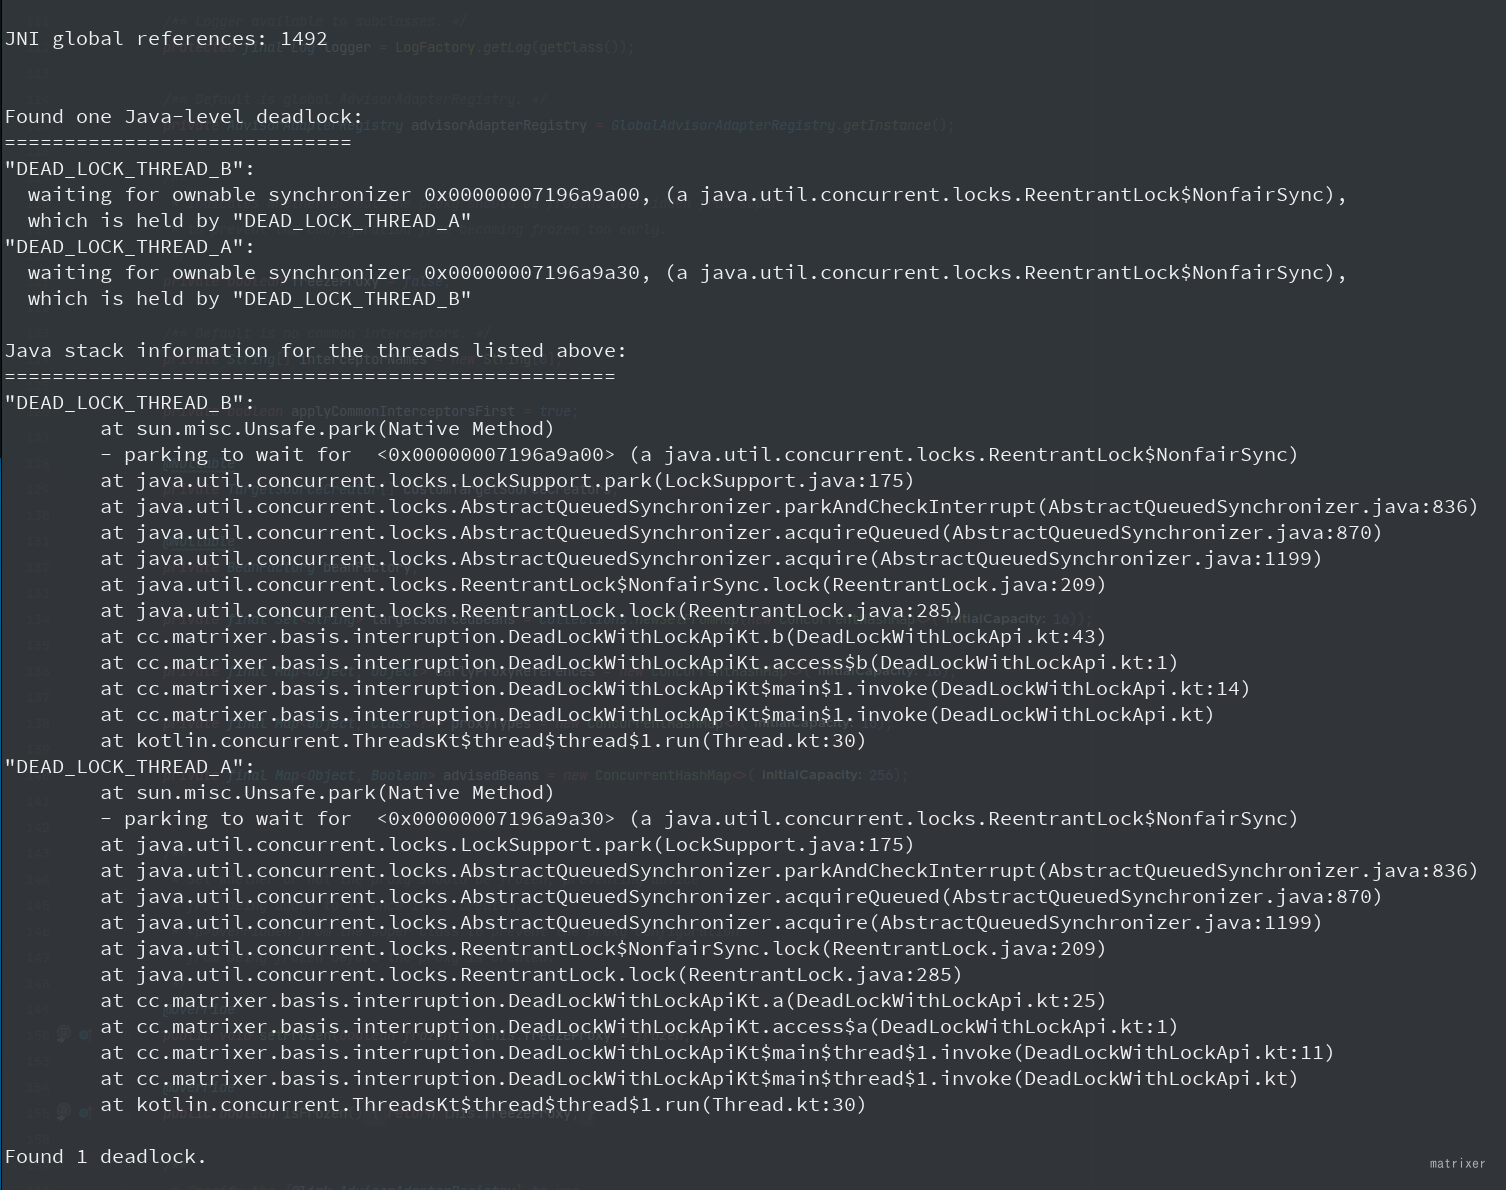 JNI global references: 1492
Found one Java-level deadlock:
=============================
"DEAD_LOCK_THREAD_B":
  waiting for ownable synchronizer 0x00000007196a9a00, (a java.util.concurrent.locks.ReentrantLock$NonfairSync),
  which is held by "DEAD_LOCK_THREAD_A"
"DEAD_LOCK_THREAD_A":
  waiting for ownable synchronizer 0x00000007196a9a30, (a java.util.concurrent.locks.ReentrantLock$NonfairSync),
  which is held by "DEAD_LOCK_THREAD_B"
Java stack information for the threads listed above:
===================================================
"DEAD_LOCK_THREAD_B":
        at sun.misc.Unsafe.park(Native Method)
        - parking to wait for  <0x00000007196a9a00> (a java.util.concurrent.locks.ReentrantLock$NonfairSync)
        at java.util.concurrent.locks.LockSupport.park(LockSupport.java:175)
        at java.util.concurrent.locks.AbstractQueuedSynchronizer.parkAndCheckInterrupt(AbstractQueuedSynchronizer.java:836)
        at java.util.concurrent.locks.AbstractQueuedSynchronizer.acquireQueued(AbstractQueuedSynchronizer.java:870)
        at java.util.concurrent.locks.AbstractQueuedSynchronizer.acquire(AbstractQueuedSynchronizer.java:1199)
        at java.util.concurrent.locks.ReentrantLock$NonfairSync.lock(ReentrantLock.java:209)
        at java.util.concurrent.locks.ReentrantLock.lock(ReentrantLock.java:285)
        at cc.matrixer.basis.interruption.DeadLockWithLockApiKt.b(DeadLockWithLockApi.kt:43)
        at cc.matrixer.basis.interruption.DeadLockWithLockApiKt.access$b(DeadLockWithLockApi.kt:1)
        at cc.matrixer.basis.interruption.DeadLockWithLockApiKt$main$1.invoke(DeadLockWithLockApi.kt:14)
        at cc.matrixer.basis.interruption.DeadLockWithLockApiKt$main$1.invoke(DeadLockWithLockApi.kt)
        at kotlin.concurrent.ThreadsKt$thread$thread$1.run(Thread.kt:30)
"DEAD_LOCK_THREAD_A":
        at sun.misc.Unsafe.park(Native Method)
        - parking to wait for  <0x00000007196a9a30> (a java.util.concurrent.locks.ReentrantLock$NonfairSync)
        at java.util.concurrent.locks.LockSupport.park(LockSupport.java:175)
        at java.util.concurrent.locks.AbstractQueuedSynchronizer.parkAndCheckInterrupt(AbstractQueuedSynchronizer.java:836)
        at java.util.concurrent.locks.AbstractQueuedSynchronizer.acquireQueued(AbstractQueuedSynchronizer.java:870)
        at java.util.concurrent.locks.AbstractQueuedSynchronizer.acquire(AbstractQueuedSynchronizer.java:1199)
        at java.util.concurrent.locks.ReentrantLock$NonfairSync.lock(ReentrantLock.java:209)
        at java.util.concurrent.locks.ReentrantLock.lock(ReentrantLock.java:285)
        at cc.matrixer.basis.interruption.DeadLockWithLockApiKt.a(DeadLockWithLockApi.kt:25)
        at cc.matrixer.basis.interruption.DeadLockWithLockApiKt.access$a(DeadLockWithLockApi.kt:1)
        at cc.matrixer.basis.interruption.DeadLockWithLockApiKt$main$thread$1.invoke(DeadLockWithLockApi.kt:11)
        at cc.matrixer.basis.interruption.DeadLockWithLockApiKt$main$thread$1.invoke(DeadLockWithLockApi.kt)
        at kotlin.concurrent.ThreadsKt$thread$thread$1.run(Thread.kt:30)
Found 1 deadlock.
matrixer